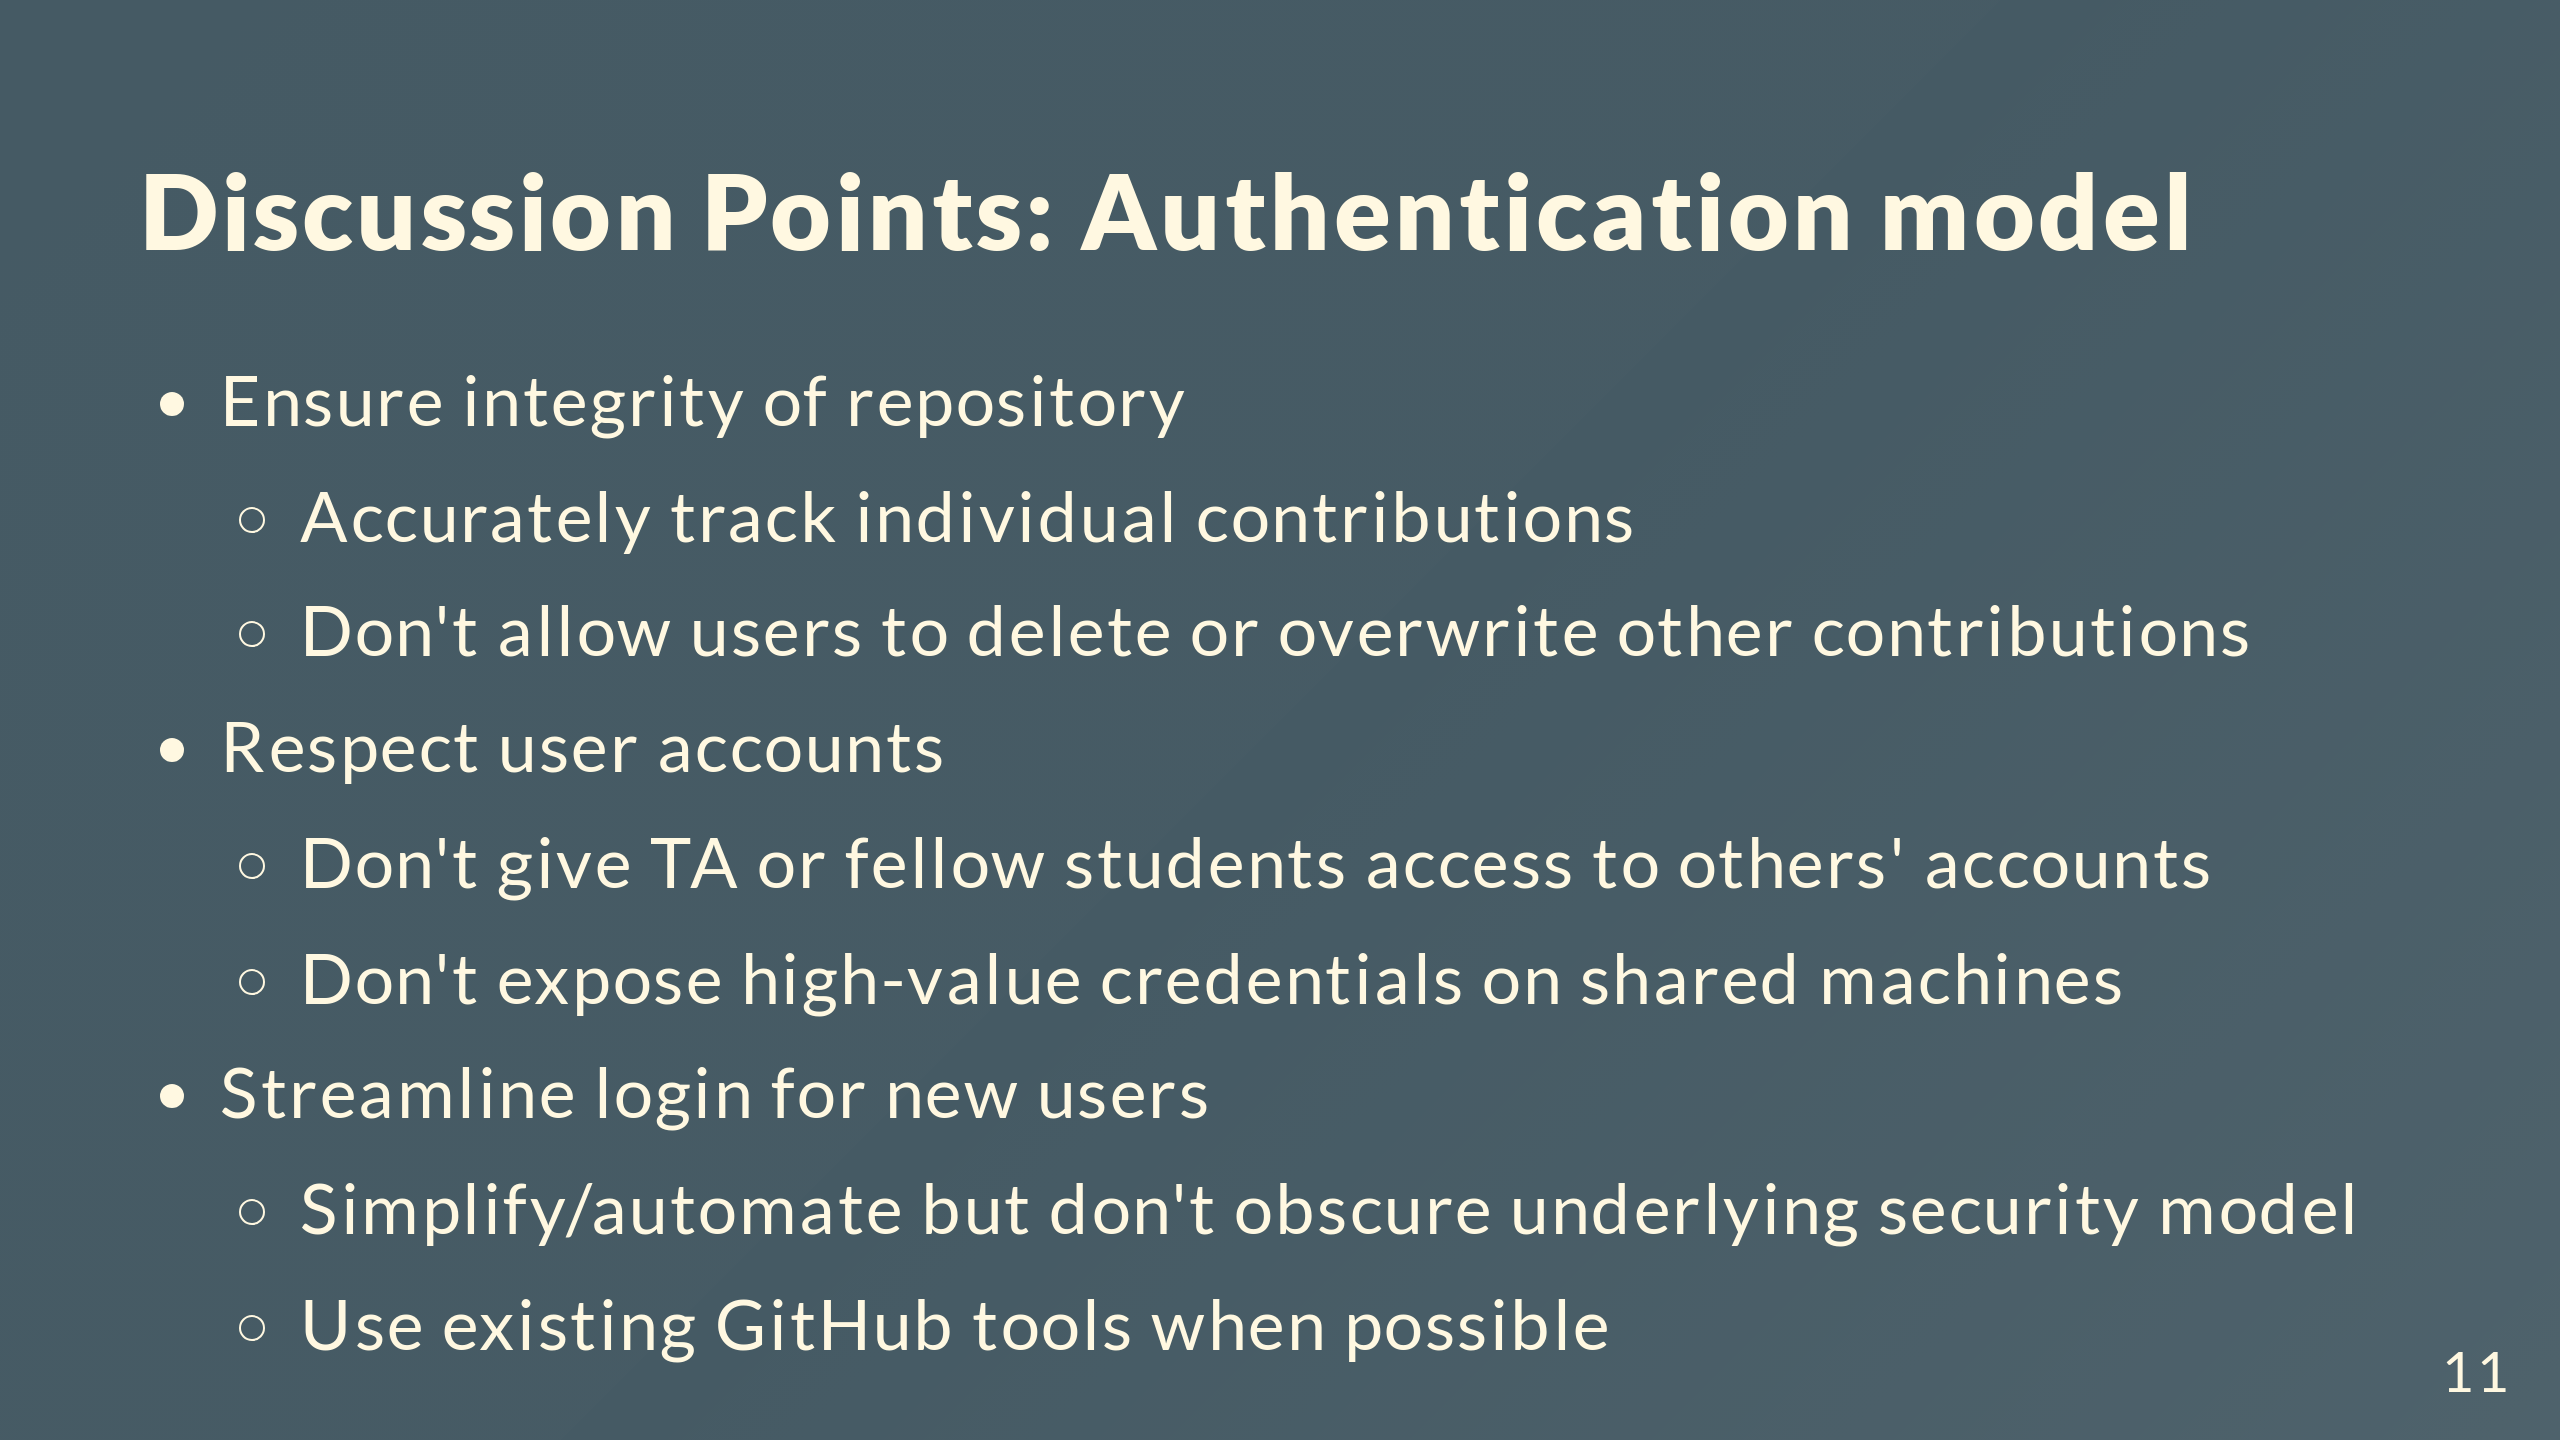 Discussion Points: Authentication model
• Ensure integrity of repository
○ Accurately track individual contributions
○ Don't allow users to delete or overwrite other contributions
• Respect user accounts
○ Don't give TA or fellow students access to others' accounts
○ Don't expose high-value credentials on shared machines
• Streamline login for new users
○ Simplify/automate but don't obscure underlying security model
○ Use existing GitHub tools when possible
11